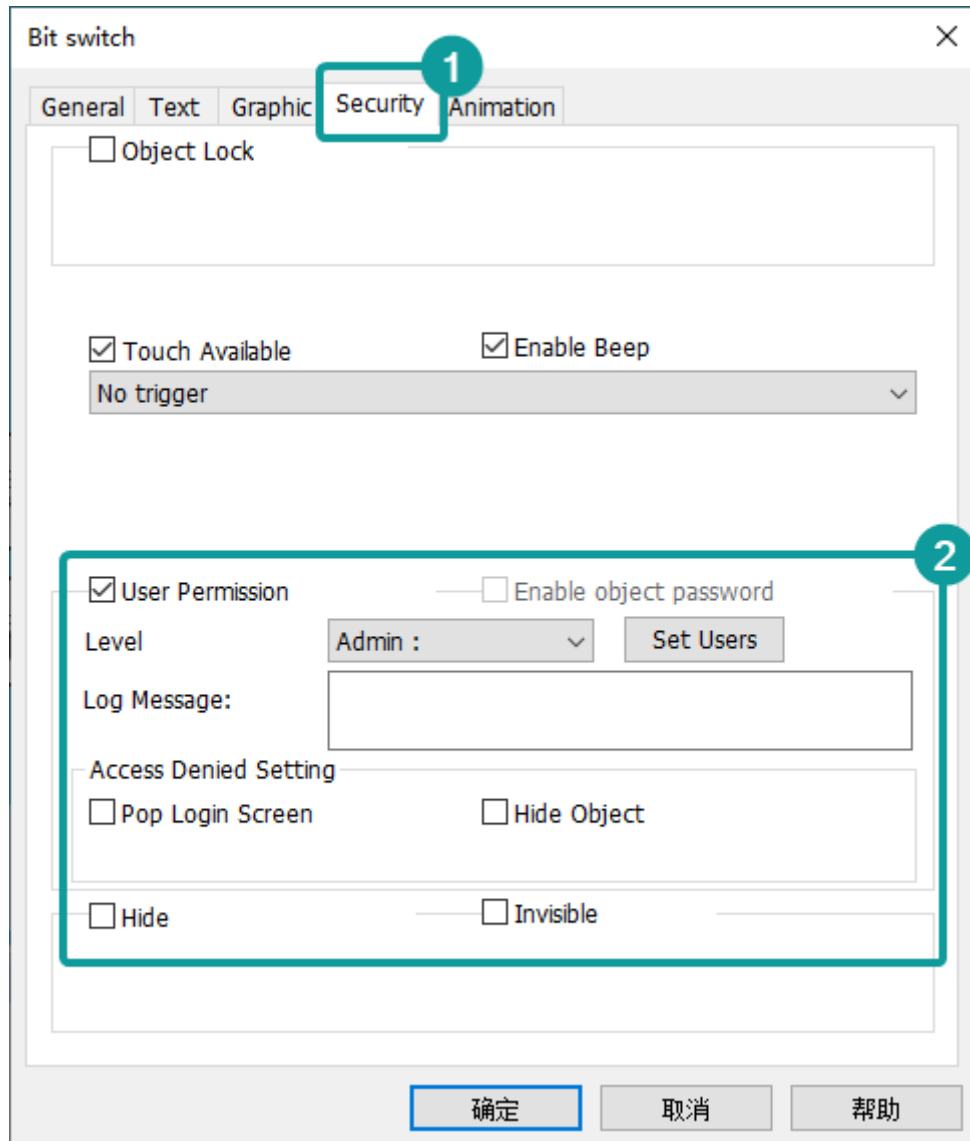 Bit switch
1
General Text Graphic Security Animation
Object Lock
Touch Available Enable Beep
No trigger
2
User Permission Enable object password
Level Admin : Set Users
Log Message:
Access Denied Setting
Pop Login Screen Hide Object
Hide Invisible
确定 取消 帮助